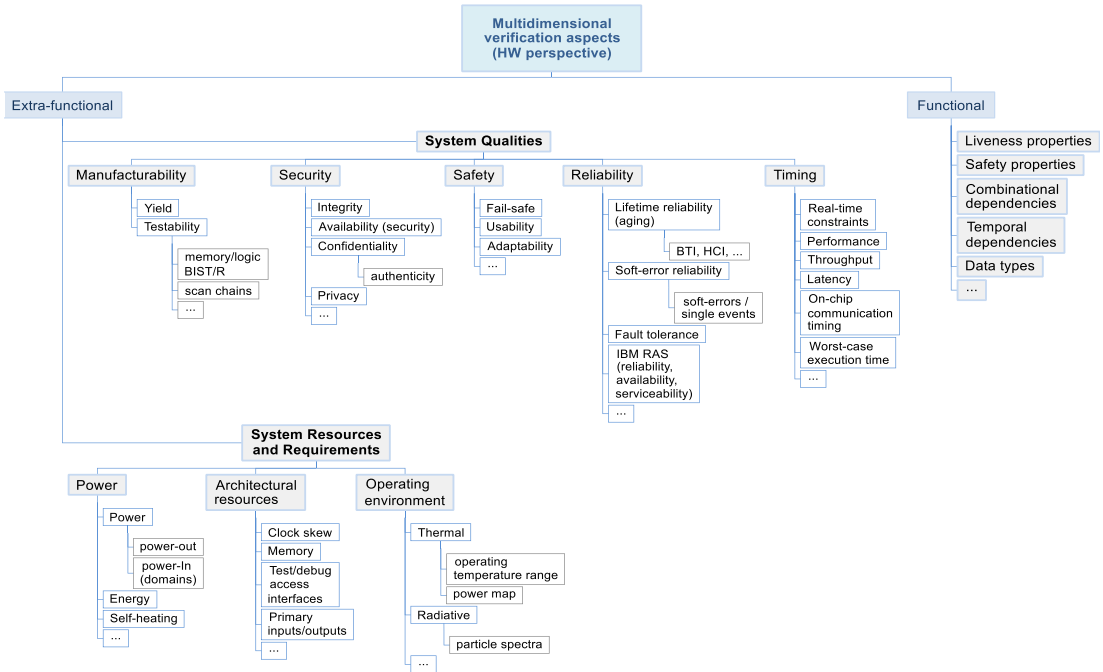 Multidimensional
verification aspects
(HW perspective)
Extra-functional
Functional
System Qualities
Manufacturability
Yield
Testability
memory/logic
BIST/R
scan chains
...
Security
Integrity
Availability (security)
Confidentiality
authenticity
Privacy
...
Safety
Fail-safe
Usability
Adaptability
...
Reliability
Lifetime reliability
(aging)
BTI, HCI, ...
Soft-error reliability
soft-errors /
single events
Fault tolerance
IBM RAS
(reliability,
availability,
serviceability)
...
Timing
Real-time
constraints
Performance
Throughput
Latency
On-chip
communication
timing
Worst-case
execution time
...
Liveness properties
Safety properties
Combinational
dependencies
Temporal
dependencies
Data types
...
System Resources
and Requirements
Power
Power
power-out
power-In
(domains)
Energy
Self-heating
...
Architectural
resources
Clock skew
Memory
Test/debug
access
interfaces
Primary
inputs/outputs
...
Operating
environment
Thermal
operating
temperature range
power map
Radiative
particle spectra
...